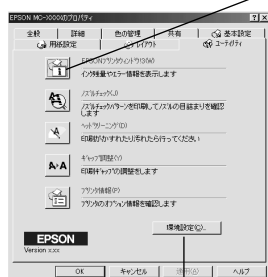 EPSON MC-XXXXのプロパティ
全般 詳細 色の管理 共有 基本設定
用紙設定 レイアウト ユーティリティ
EPSONプリンタウィンドウ!3(W)
インク残量やエラー情報を表示します
ノズルチェック(J)
ノズルチェックパターンを印刷してノズルの目詰まりを確認します
ヘッドクリーニング(D)
印刷がかすれたり汚れたら行ってください
ギャップ調整(Y)
印刷ギャップの調整をします
プリンタ情報(P)
プリンタのオプション情報を確認します
環境設定(C)...
EPSON
Version x.xx
OK キャンセル 適用(A) ヘルプ